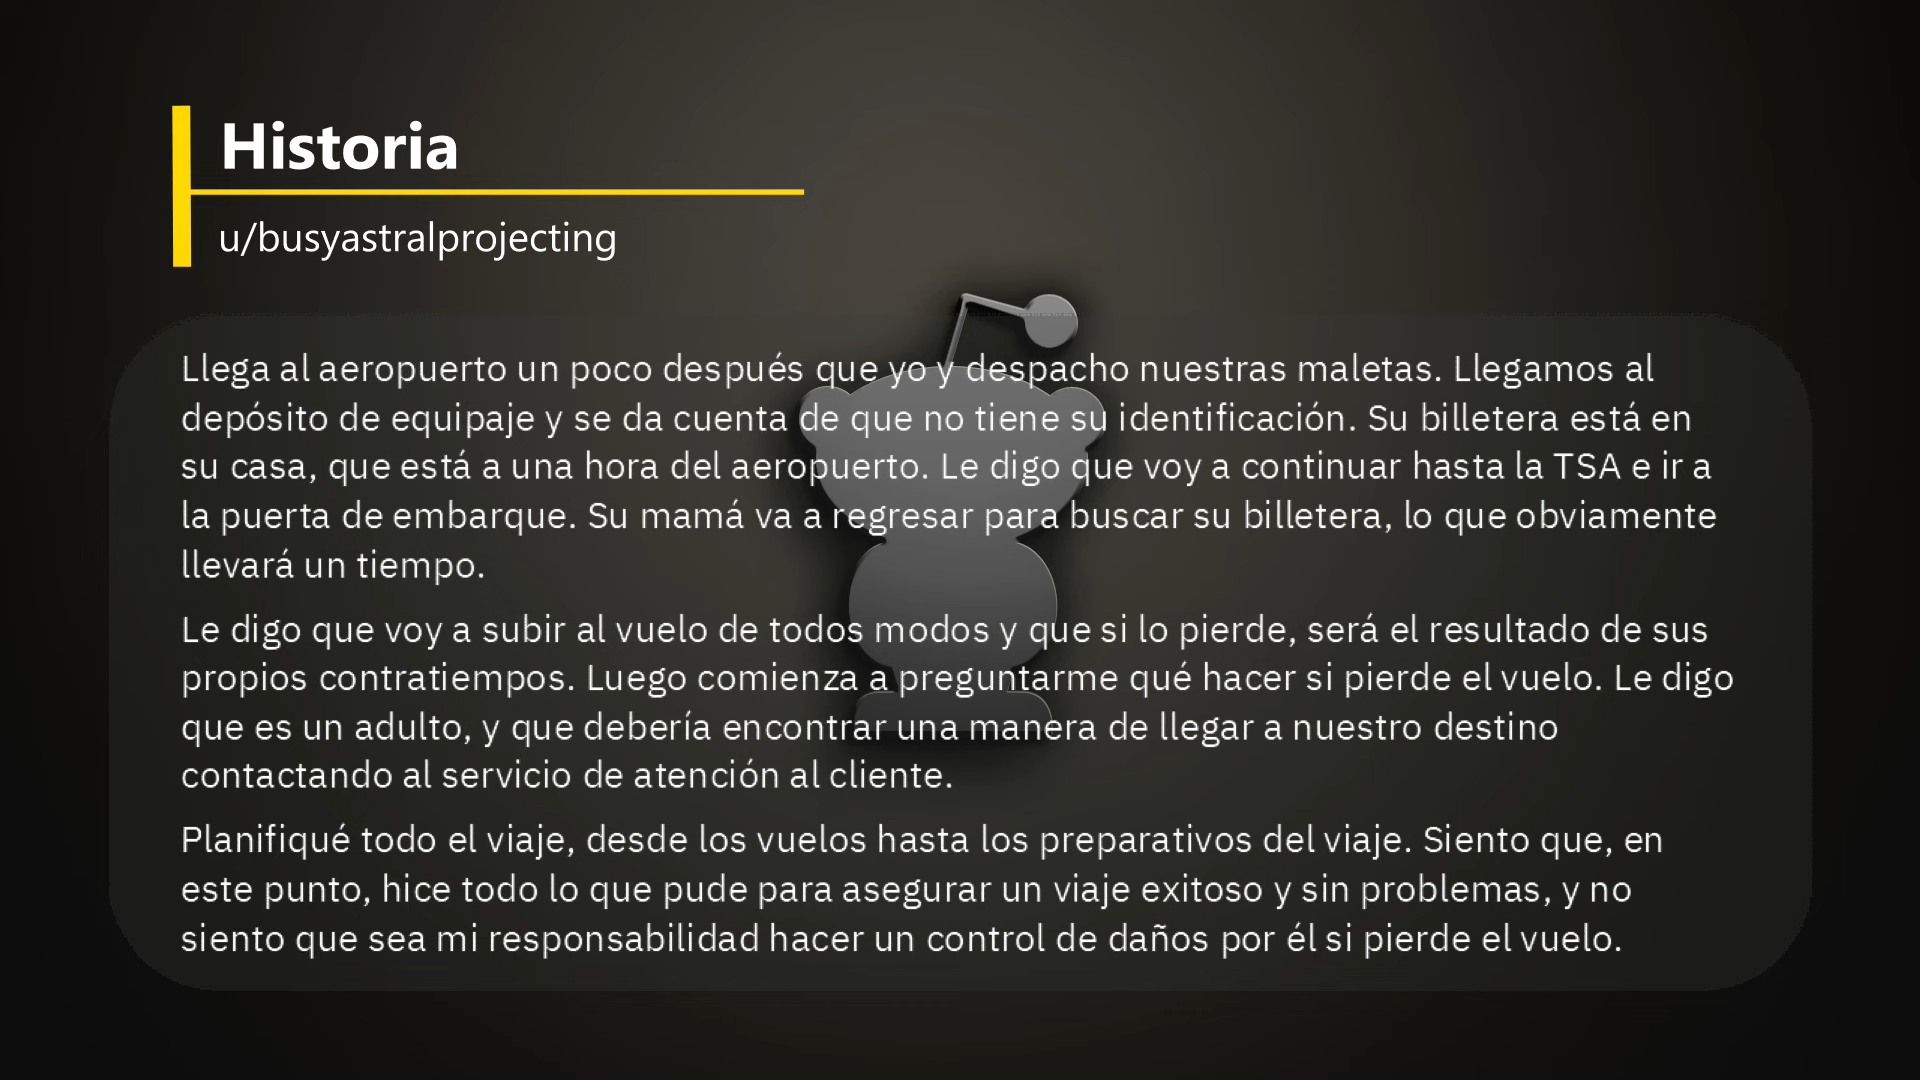 Historia
u/busyastralprojecting
Llega al aeropuerto un poco después que yo y despacho nuestras maletas. Llegamos al
depósito de equipaje y se da cuenta de que no tiene su identificación. Su billetera está en
su casa, que está a una hora del aeropuerto. Le digo que voy a continuar hasta la TSA e ir a
la puerta de embarque. Su mamá va a regresar para buscar su billetera, lo que obviamente
llevará un tiempo.
Le digo que voy a subir al vuelo de todos modos y que si lo pierde, será el resultado de sus
propios contratiempos. Luego comienza a preguntarme qué hacer si pierde el vuelo. Le digo
que es un adulto, y que debería encontrar una manera de llegar a nuestro destino
contactando al servicio de atención al cliente.
Planifiqué todo el viaje, desde los vuelos hasta los preparativos del viaje. Siento que, en
este punto, hice todo lo que pude para asegurar un viaje exitoso y sin problemas, y no
siento que sea mi responsabilidad hacer un control de daños por él si pierde el vuelo.